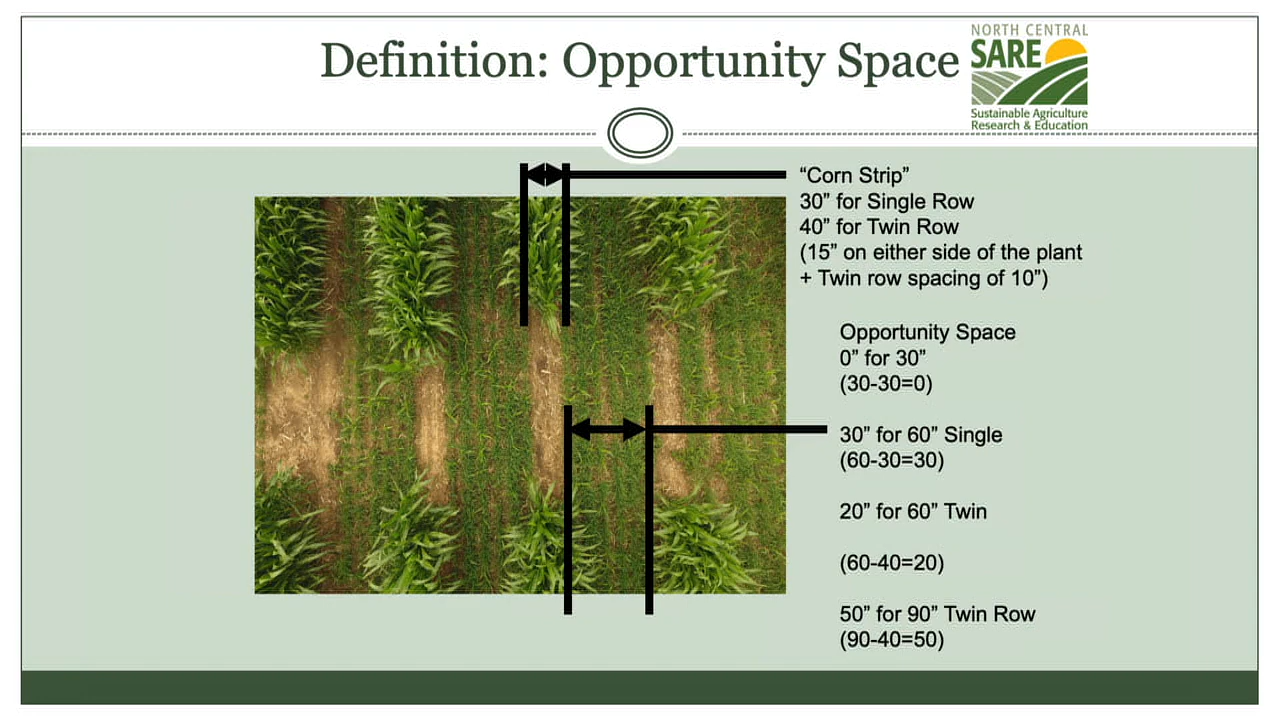 Definition: Opportunity Space
NORTH CENTRAL
SARE
Sustainable Agriculture
Research & Education
“Corn Strip”
30” for Single Row
40” for Twin Row
(15” on either side of the plant
+ Twin row spacing of 10”)
Opportunity Space
0” for 30”
(30-30=0)
30” for 60” Single
(60-30=30)
20” for 60” Twin
(60-40=20)
50” for 90” Twin Row
(90-40=50)